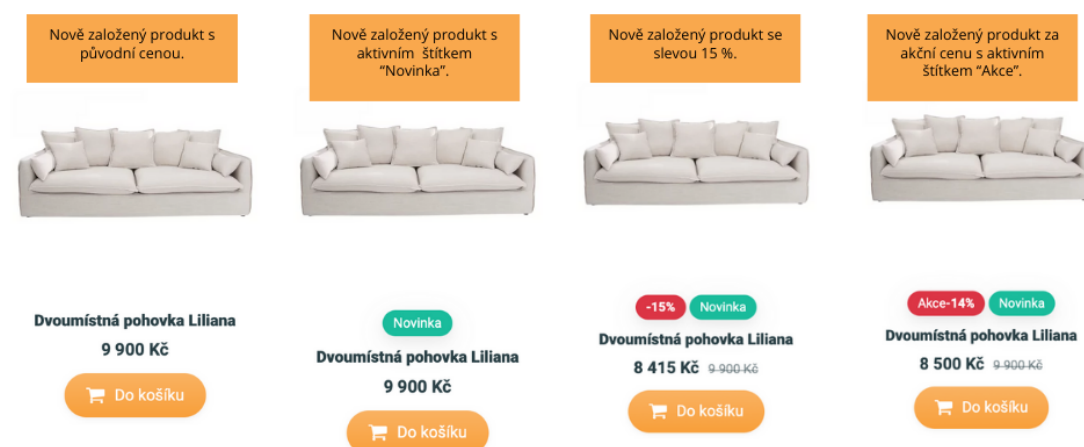 Nově založený produkt s
původní cenou.
Nově založený produkt s
aktivním štítkem
“Novinka”.
Nově založený produkt se
slevou 15 %.
Nově založený produkt za
akční cenu s aktivním
štítkem “Akce”.
Dvoumístná pohovka Liliana
9 900 Kč
Do košíku
Novinka
Dvoumístná pohovka Liliana
9 900 Kč
Do košíku
-15% Novinka
Dvoumístná pohovka Liliana
8 415 Kč 9 900 Kč
Do košíku
Akce-14% Novinka
Dvoumístná pohovka Liliana
8 500 Kč 9 900 Kč
Do košíku